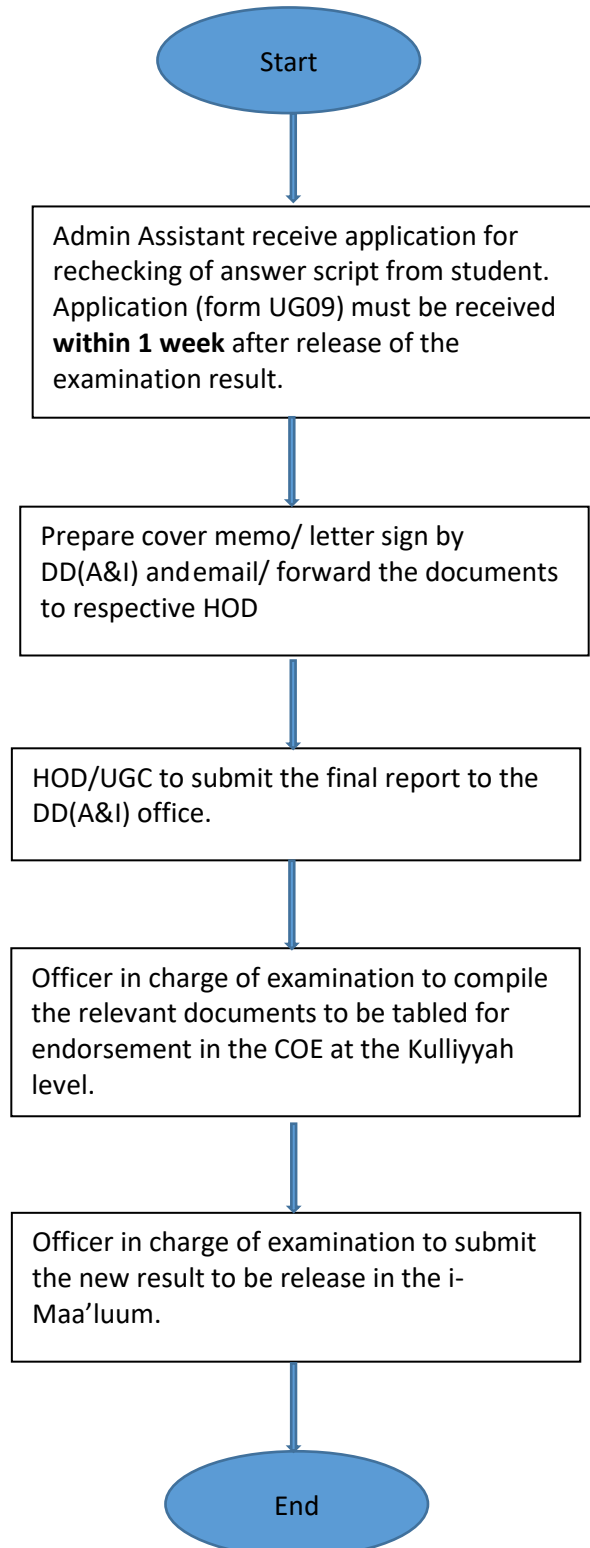 Start
Admin Assistant receive application for
rechecking of answer script from student.
Application (form UG09) must be received
within 1 week after release of the
examination result.
Prepare cover memo/ letter sign by
DD(A&I) and email/ forward the documents
to respective HOD
HOD/UGC to submit the final report to the
DD(A&I) office.
Officer in charge of examination to compile
the relevant documents to be tabled for
endorsement in the COE at the Kulliyyah
level.
Officer in charge of examination to submit
the new result to be release in the i-
Maa’luum.
End